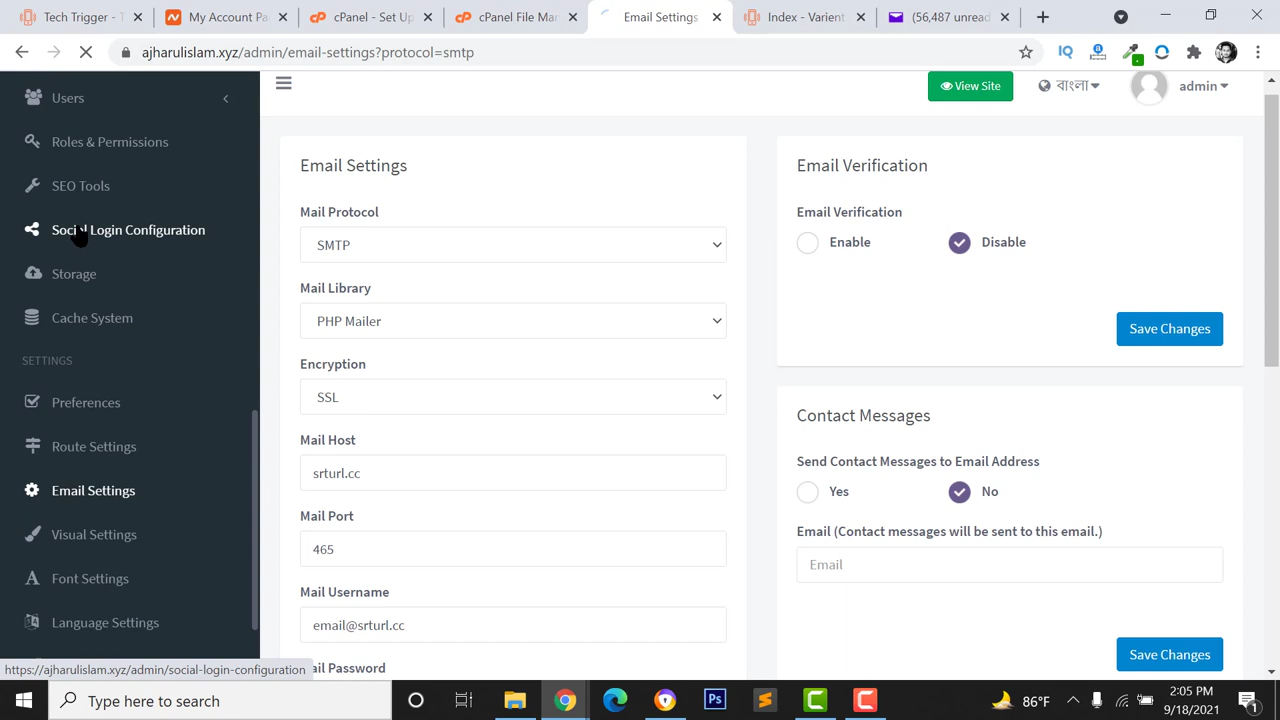 Tech Trigger - T
My Account Pa
cPanel - Set Up
cPanel File Mar
Email Settings
Index - Varient
(56,487 unread)
ajharulislam.xyz/admin/email-settings?protocol=smtp
Users
Roles & Permissions
SEO Tools
Social Login Configuration
Storage
Cache System
SETTINGS
Preferences
Route Settings
Email Settings
Visual Settings
Font Settings
Language Settings
https://ajharulislam.xyz/admin/social-login-configuration
View Site
বাংলা
admin
Email Settings
Mail Protocol
SMTP
Mail Library
PHP Mailer
Encryption
SSL
Mail Host
srturl.cc
Mail Port
465
Mail Username
email@srturl.cc
Mail Password
Email Verification
Email Verification
Enable
Disable
Save Changes
Contact Messages
Send Contact Messages to Email Address
Yes
No
Email (Contact messages will be sent to this email.)
Email
Save Changes
Type here to search
Ps
86°F
2:05 PM
9/18/2021
1